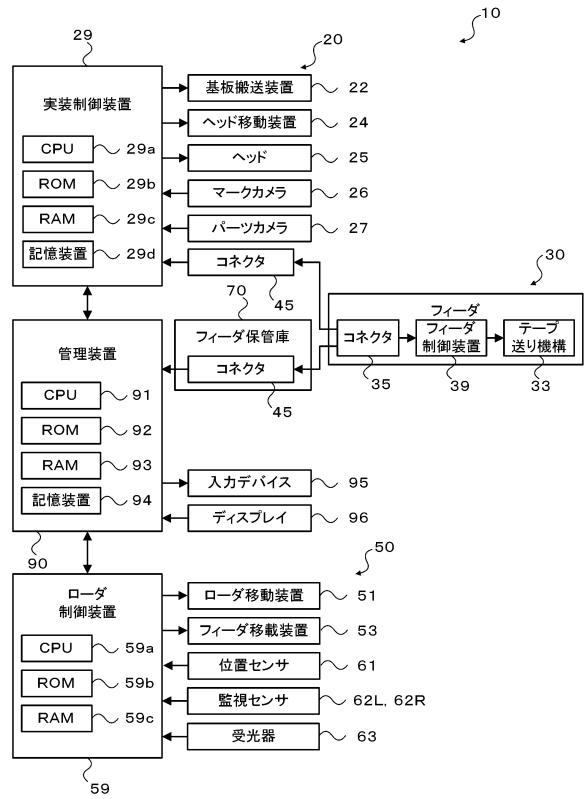 10
29
20
実装制御装置
CPU 29a
ROM 29b
RAM 29c
記憶装置 29d
基板搬送装置 22
ヘッド移動装置 24
ヘッド 25
マークカメラ 26
パーツカメラ 27
コネクタ
45
30
フィーダ
コネクタ
35
フィーダ
制御装置
39
テープ
送り機構
33
70
フィーダ保管庫
コネクタ
45
管理装置
CPU 91
ROM 92
RAM 93
記憶装置 94
90
入力デバイス 95
ディスプレイ 96
50
ローダ
制御装置
CPU 59a
ROM 59b
RAM 59c
59
ローダ移動装置 51
フィーダ移載装置 53
位置センサ 61
監視センサ 62L, 62R
受光器 63